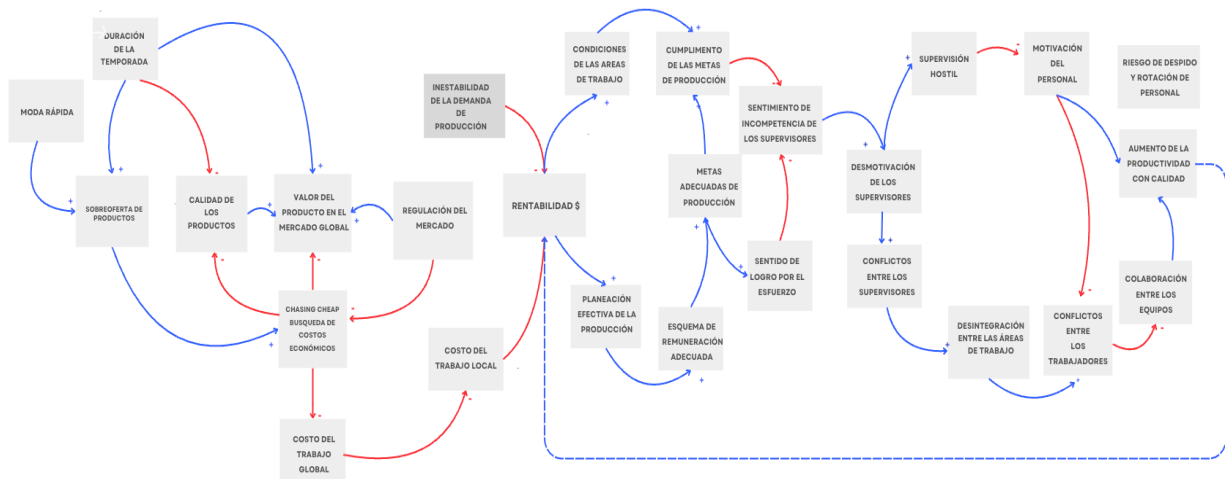 DURACIÓN
DE LA
TEMPORADA
MODA RÁPIDA
SOBREOFERTA DE
PRODUCTOS
CALIDAD DE
LOS
PRODUCTOS
VALOR DEL
PRODUCTO EN EL
MERCADO GLOBAL
REGULACIÓN DEL
MERCADO
CHASING CHEAP
BUSQUEDA DE
COSTOS
ECONÓMICOS
COSTO DEL
TRABAJO
GLOBAL
COSTO DEL
TRABAJO LOCAL
INESTABILIDAD
DE LA DEMANDA
DE
PRODUCCIÓN
RENTABILIDAD $
CONDICIONES
DE LAS AREAS
DE TRABAJO
CUMPLIMENTO
DE LAS METAS
DE PRODUCCIÓN
METAS
ADECUADAS DE
PRODUCCIÓN
PLANEACIÓN
EFECTIVA DE LA
PRODUCCIÓN
ESQUEMA DE
REMUNERACIÓN
ADECUADA
SENTIDO DE
LOGRO POR EL
ESFUERZO
SENTIMIENTO DE
INCOMPETENCIA DE
LOS SUPERVISORES
DESMOTIVACIÓN
DE LOS
SUPERVISORES
CONFLICTOS
ENTRE LOS
SUPERVISORES
SUPERVISIÓN
HOSTIL
DESINTEGRACIÓN
ENTRE LAS ÁREAS
DE TRABAJO
MOTIVACIÓN
DEL
PERSONAL
CONFLICTOS
ENTRE
LOS
TRABAJADORES
RIESGO DE DESPIDO
Y ROTACIÓN DE
PERSONAL
AUMENTO DE LA
PRODUCTIVIDAD
CON CALIDAD
COLABORACIÓN
ENTRE LOS
EQUIPOS